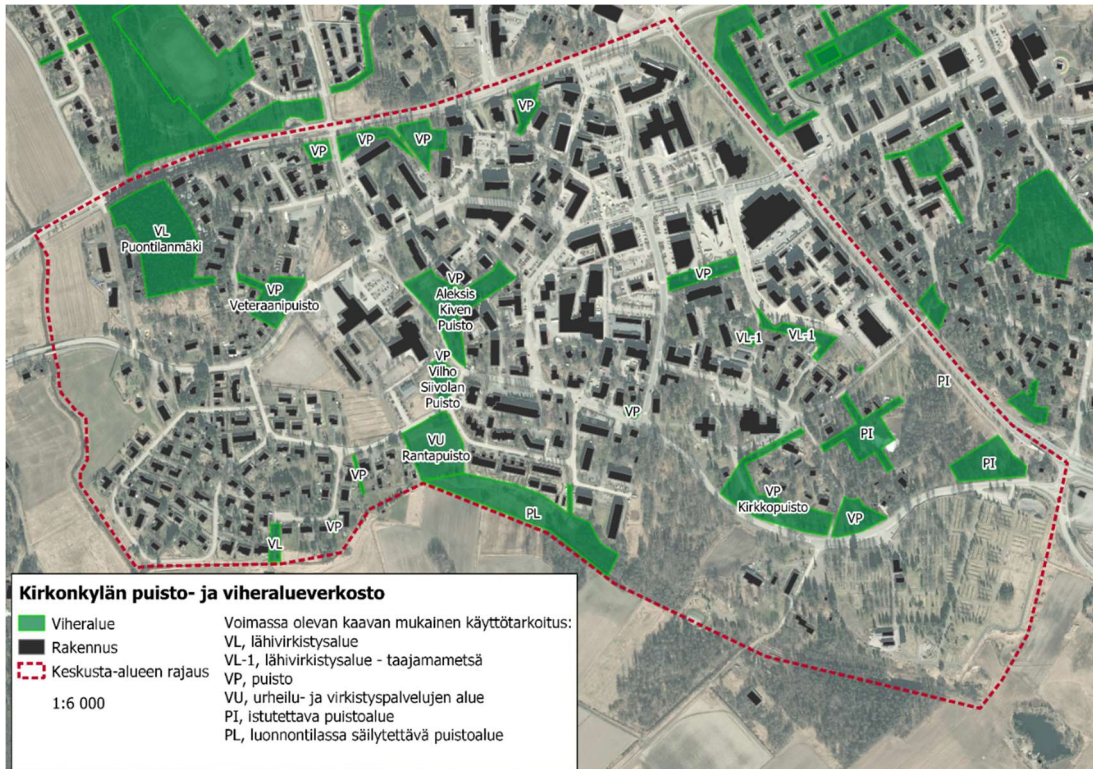 VP
VP
VP
VP
VL
Puontilanmäki
VP
Veteraanipuisto
VP
Aleksis
Kiven
Puisto
VP
VL-1
VL-1
VP
Vilho
Siivolan
Puisto
PI
VP
VU
Rantapuisto
PI
PI
VP
VP
Kirkkopuisto
VP
PL
VP
VL
Kirkonkylän puisto- ja viheralueverkosto
Viheralue
Rakennus
Keskusta-alueen rajaus
1:6 000
Voimassa olevan kaavan mukainen käyttötarkoitus:
VL, lähivirkistysalue
VL-1, lähivirkistysalue - taajamametsä
VP, puisto
VU, urheilu- ja virkistyspalvelujen alue
PI, istutettava puistoalue
PL, luonnontilassa säilytettävä puistoalue